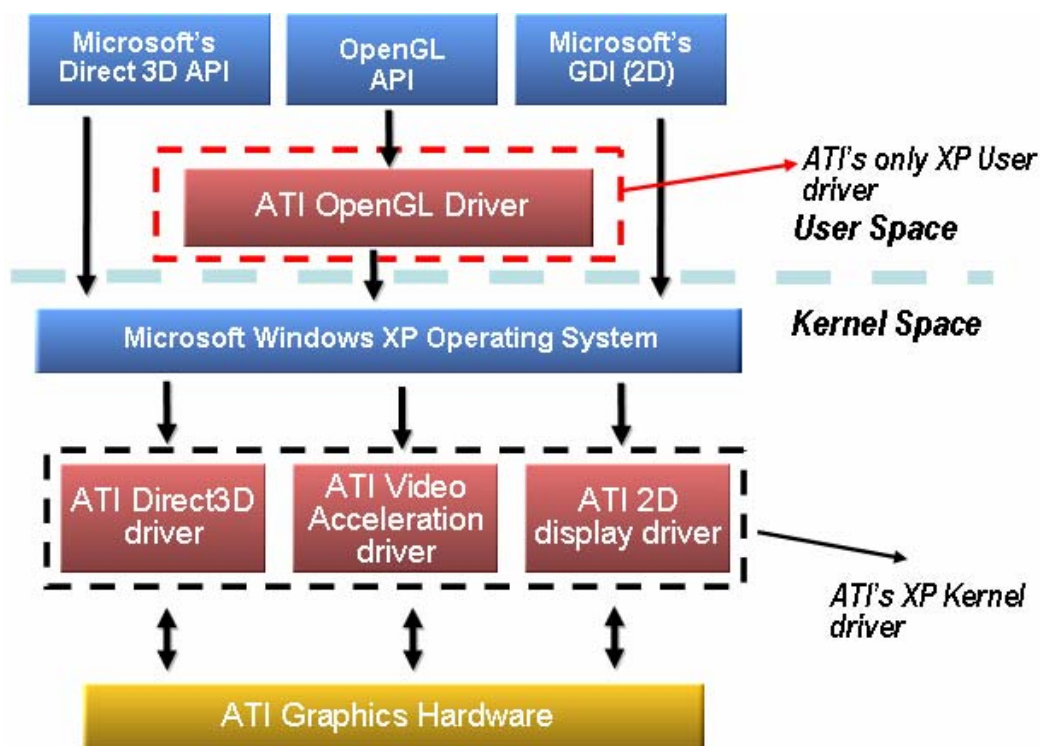 Microsoft's
Direct 3D API
OpenGL
API
Microsoft's
GDI (2D)
ATI OpenGL Driver
ATI's only XP User
driver
User Space
Kernel Space
Microsoft Windows XP Operating System
ATI Direct3D
driver
ATI Video
Acceleration
driver
ATI 2D
display driver
ATI's XP Kernel
driver
ATI Graphics Hardware